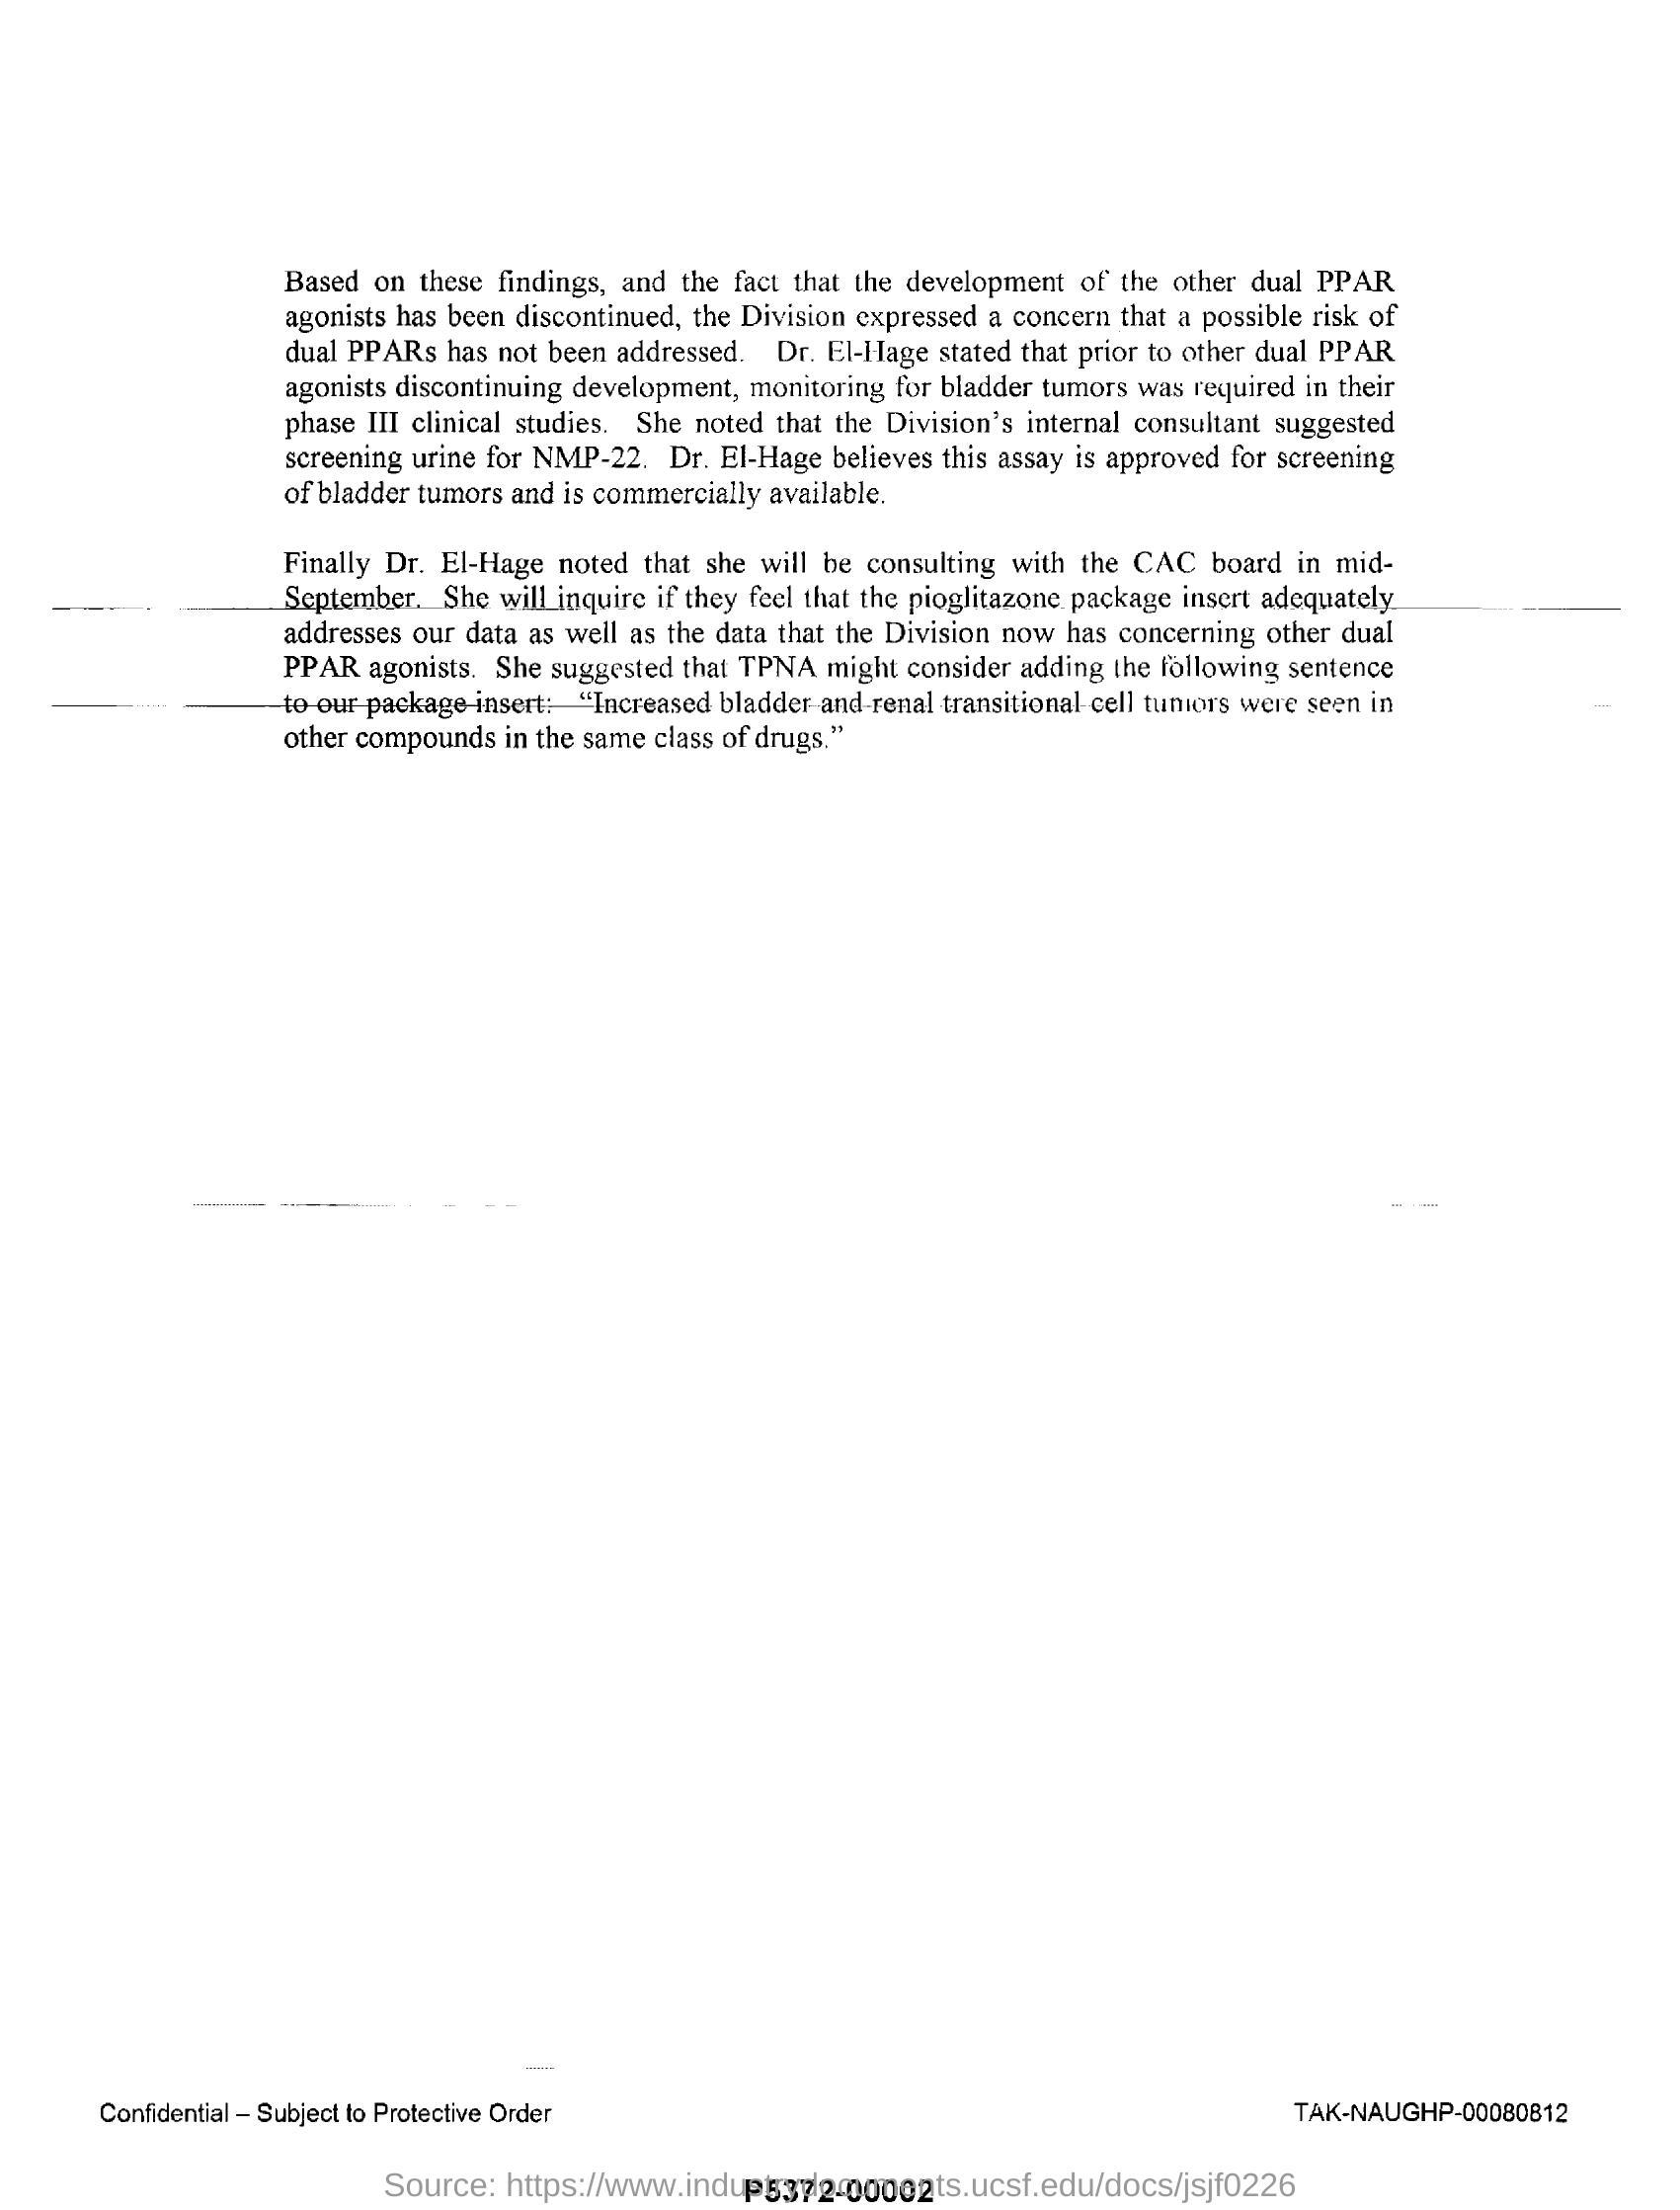 Based on these findings, and the fact that the development of the other dual PPAR
agonists has been discontinued, the Division expressed a concern that a possible risk of
dual PPARs has not been addressed. Dr. El-Hage stated that prior to other dual PPAR
agonists discontinuing development, monitoring for bladder tumors was required in their
phase III clinical studies. She noted that the Division's internal consultant suggested
screening urine for NMP-22. Dr. El-Hage believes this assay is approved for screening
of bladder tumors and is commercially available.
Finally Dr. El-Hage noted that she will be consulting with the CAC board in mid-
September. She will inquire if they feel that the pioglitazone package insert adequately
addresses our data as well as the data that the Division now has concerning other dual
PPAR agonists. She suggested that TPNA might consider adding the following sentence
to our package insert: “Increased bladder and renal transitional cell tumors were seen in
other compounds in the same class of drugs.”
Confidential – Subject to Protective Order
TAK-NAUGHP-00080812
Source: https://www.industrydocuments.ucsf.edu/docs/jsjf0226
P5372-00002